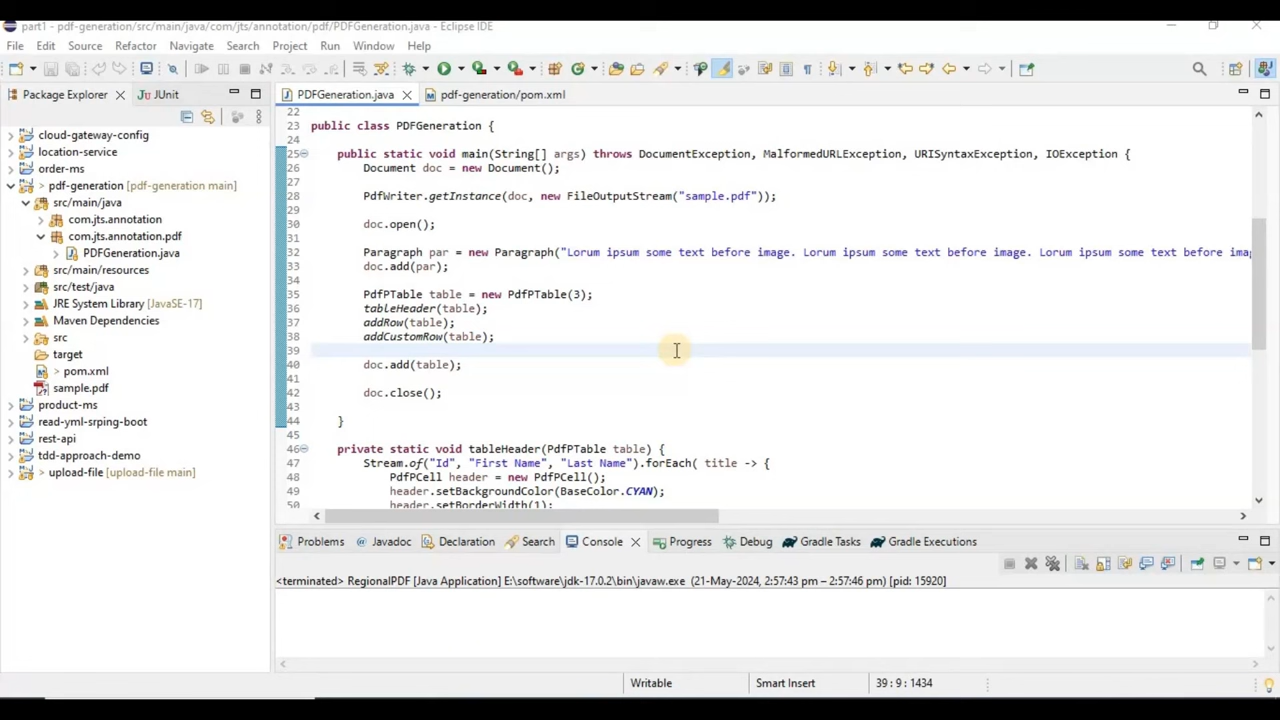 part1 - pdf-generation/src/main/java/com/jts/annotation/pdf/PDFGeneration.java - Eclipse IDE
File Edit Source Refactor Navigate Search Project Run Window Help
Package Explorer JUnit
cloud-gateway-config
location-service
order-ms
> pdf-generation [pdf-generation main]
src/main/java
com.jts.annotation
com.jts.annotation.pdf
PDFGeneration.java
src/main/resources
src/test/java
JRE System Library [JavaSE-17]
Maven Dependencies
src
target
> pom.xml
sample.pdf
product-ms
read-yml-srping-boot
rest-api
tdd-approach-demo
> upload-file [upload-file main]
PDFGeneration.java pdf-generation/pom.xml
22
23 public class PDFGeneration {
24
25 public static void main(String[] args) throws DocumentException, MalformedURLException, URISyntaxException, IOException {
26 Document doc = new Document();
27
28 PdfWriter.getInstance(doc, new FileOutputStream("sample.pdf"));
29
30 doc.open();
31
32 Paragraph par = new Paragraph("Lorum ipsum some text before image. Lorum ipsum some text before image. Lorum ipsum some text before ima
33 doc.add(par);
34
35 PdfPTable table = new PdfPTable(3);
36 tableHeader(table);
37 addRow(table);
38 addCustomRow(table);
39
40 doc.add(table);
41
42 doc.close();
43
44 }
45
46 private static void tableHeader(PdfPTable table) {
47 Stream.of("Id", "First Name", "Last Name").forEach( title -> {
48 PdfPCell header = new PdfPCell();
49 header.setBackgroundColor(BaseColor.CYAN);
50 header.setBorderWidth(1);
Problems Javadoc Declaration Search Console Progress Debug Gradle Tasks Gradle Executions
<terminated> RegionalPDF [Java Application] E:\software\jdk-17.0.2\bin\javaw.exe (21-May-2024, 2:57:43 pm – 2:57:46 pm) [pid: 15920]
Writable Smart Insert 39 : 9 : 1434